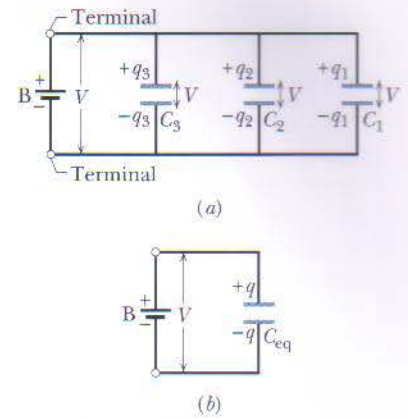 Terminal
+q₃ +q₂ +q₁
+
B V V V V
−
−q₃ C₃ −q₂ C₂ −q₁ C₁
Terminal
(a)
+q
+
B V
−
−q Ceq
(b)